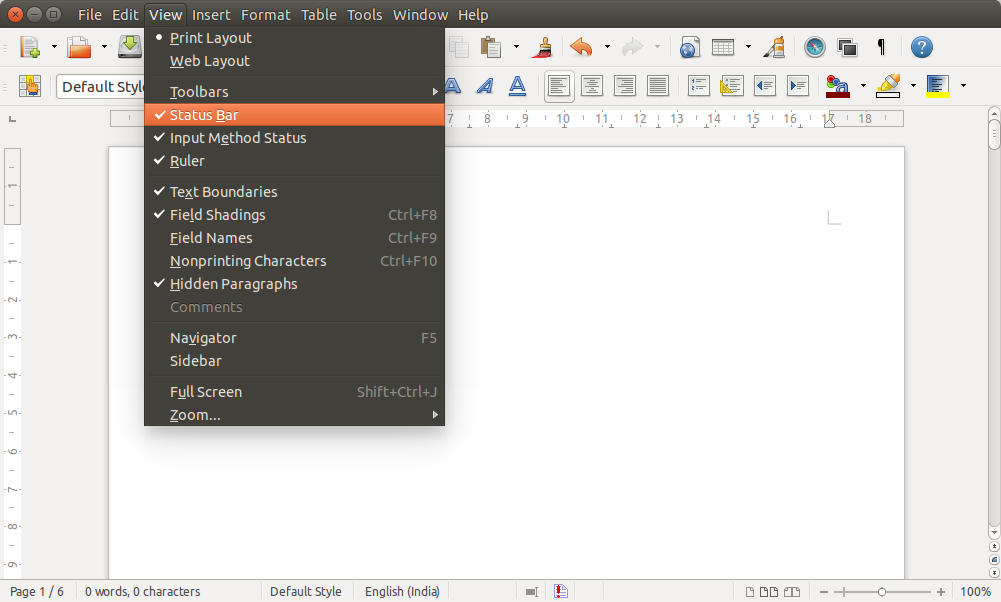 File Edit View Insert Format Table Tools Window Help
Print Layout
Web Layout
Toolbars
Status Bar
Input Method Status
Ruler
Text Boundaries
Field Shadings Ctrl+F8
Field Names Ctrl+F9
Nonprinting Characters Ctrl+F10
Hidden Paragraphs
Comments
Navigator F5
Sidebar
Full Screen Shift+Ctrl+J
Zoom...
Default Style
7 8 9 10 11 12 13 14 15 16 17 18
1
1
2
3
4
5
6
7
8
9
Page 1 / 6 0 words, 0 characters Default Style English (India) 100%